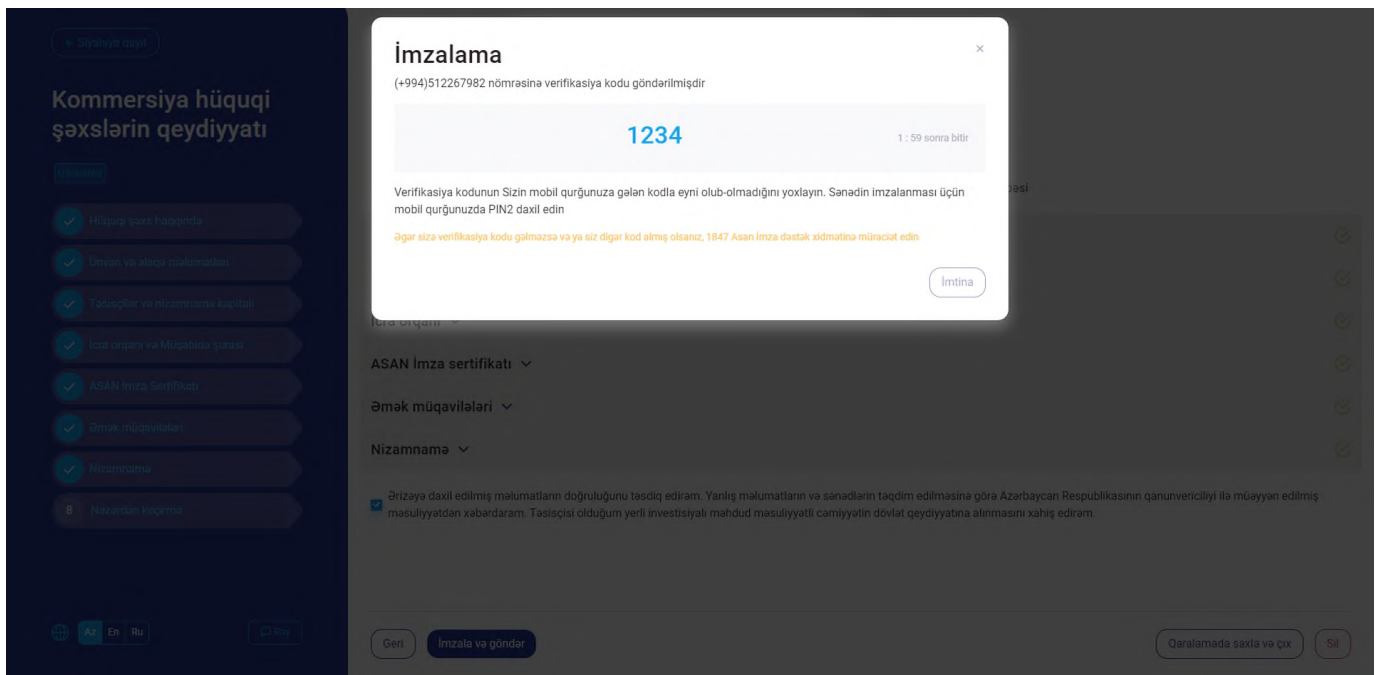 ← Siyahıya qayıt
Kommersiya hüquqi
şəxslərin qeydiyyatı
Hüquqi şəxs haqqında
Ünvan və əlaqə məlumatları
Təsisçilər və nizamnamə kapitalı
İcra orqanı və Müşahidə şurası
ASAN İmza Sertifikatı
Əmək müqavilələri
Nizamnamə
8 Nəzərdən keçirmə
Az En Ru
Rəy
İmzalama
×
(+994)512267982 nömrəsinə verifikasiya kodu göndərilmişdir
1234
1 : 59 sonra bitir
Verifikasiya kodunun Sizin mobil qurğunuza gələn kodla eyni olub-olmadığını yoxlayın. Sənədin imzalanması üçün
mobil qurğunuzda PIN2 daxil edin
Əgər sizə verifikasiya kodu gəlməzsə və ya siz digər kod almış olsanız, 1847 Asan İmza dəstək xidmətinə müraciət edin
İmtina
İcra orqanı
ASAN İmza sertifikatı
Əmək müqavilələri
Nizamnamə
Ərizəyə daxil edilmiş məlumatların doğruluğunu təsdiq edirəm. Yanlış məlumatların və sənədlərin təqdim edilməsinə görə Azərbaycan Respublikasının qanunvericiliyi ilə müəyyən edilmiş
məsuliyyətdən xəbərdaram. Təsisçisi olduğum yerli investisiyalı məhdud məsuliyyətli cəmiyyətin dövlət qeydiyyatına alınmasını xahiş edirəm.
Geri
İmzala və göndər
Qaralamada saxla və çıx
Sil